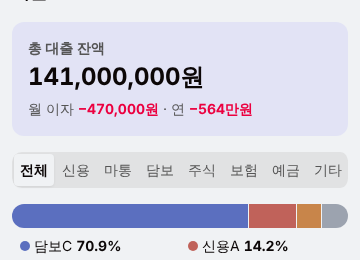 총 대출 잔액
141,000,000원
월 이자 −470,000원 · 연 −564만원
전체 신용 마통 담보 주식 보험 예금 기타
담보C 70.9% 신용A 14.2%